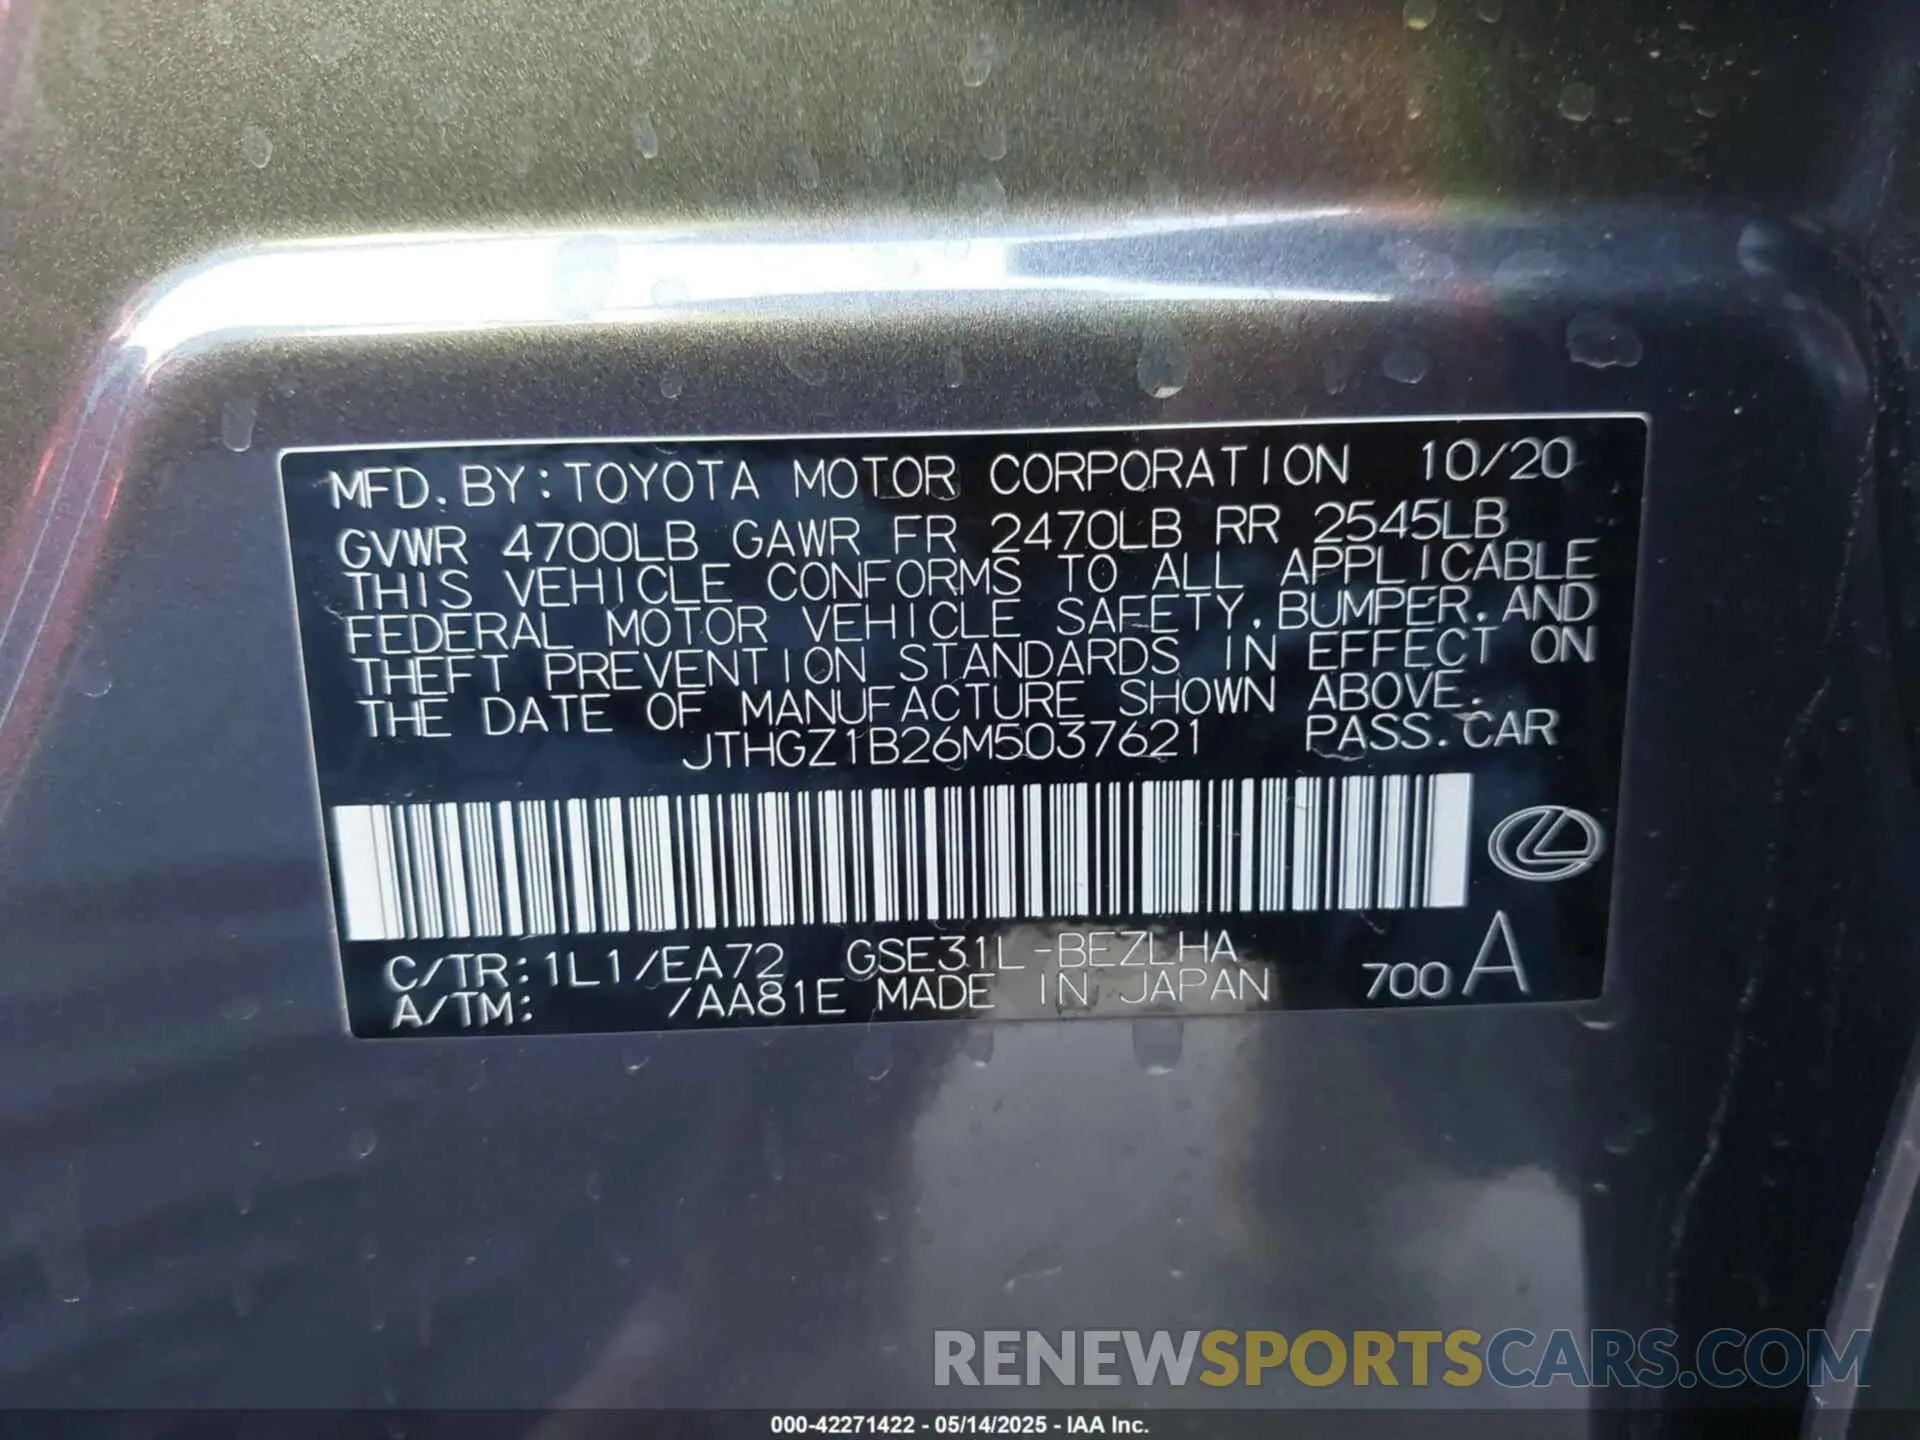 MFD. BY: TOYOTA MOTOR CORPORATION 10/20
GVWR 4700LB GAWR FR 2470LB RR 2545LB
THIS VEHICLE CONFORMS TO ALL APPLICABLE
FEDERAL MOTOR VEHICLE SAFETY, BUMPER, AND
THEFT PREVENTION STANDARDS IN EFFECT ON
THE DATE OF MANUFACTURE SHOWN ABOVE.
JTHGZ1B26M5037621 PASS. CAR
C/TR: 1L1/EA72 GSE31L-BEZLHA
A/TM: /AA81E MADE IN JAPAN 700 A
RENEWSPORTSCARS.COM
000-42271422 - 05/14/2025 - IAA Inc.